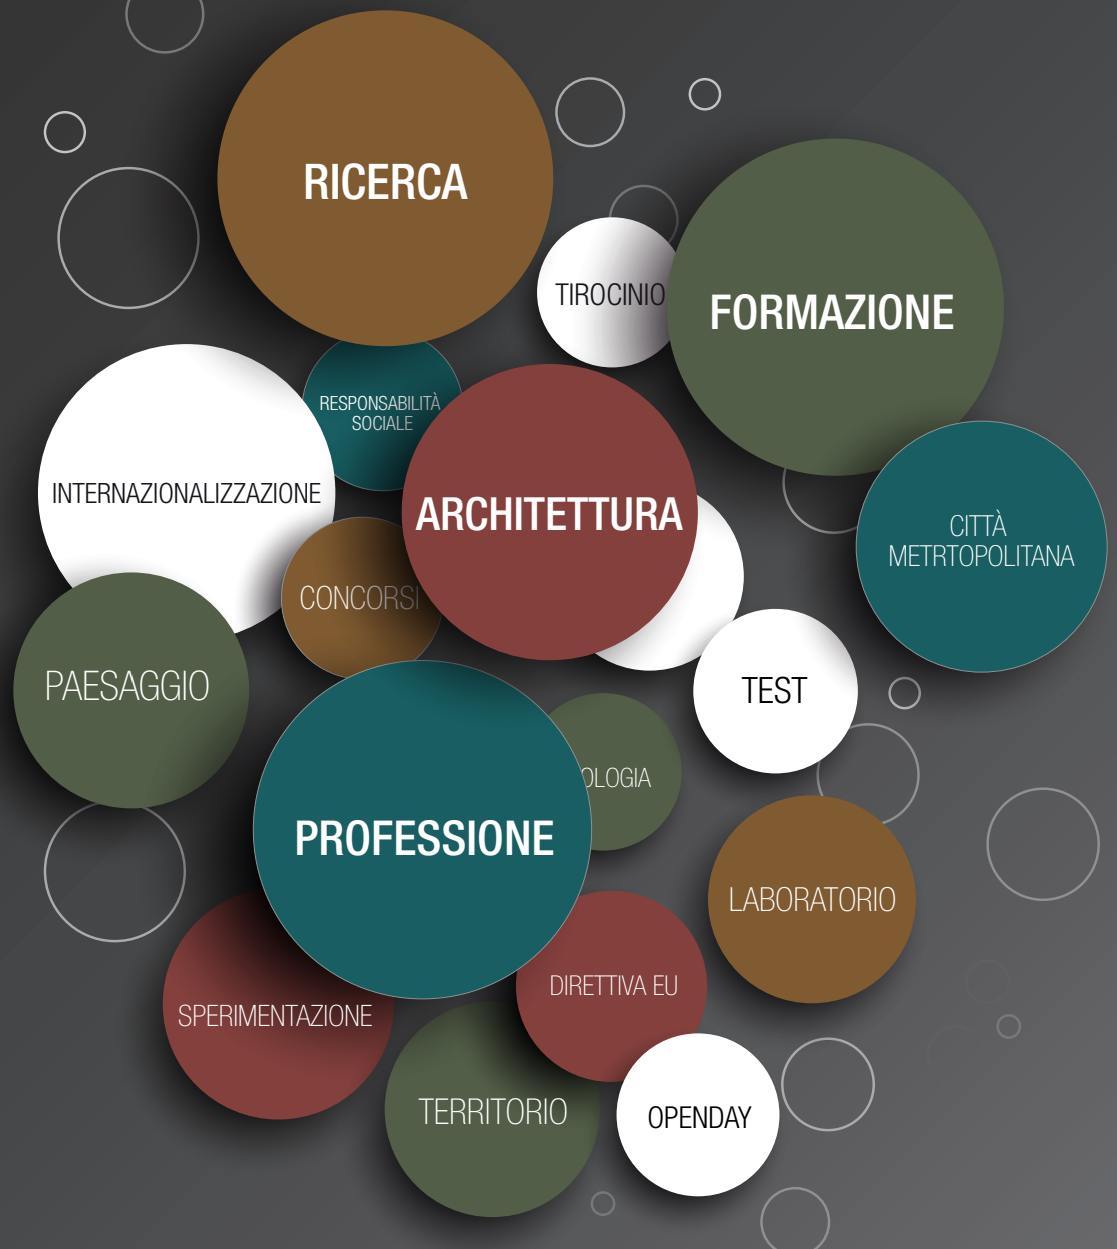 RICERCA
TIROCINIO
FORMAZIONE
RESPONSABILITÀ
SOCIALE
INTERNAZIONALIZZAZIONE
ARCHITETTURA
CITTÀ
METRTOPOLITANA
CONCORSI
PAESAGGIO
TEST
OLOGIA
PROFESSIONE
LABORATORIO
DIRETTIVA EU
SPERIMENTAZIONE
TERRITORIO
OPENDAY